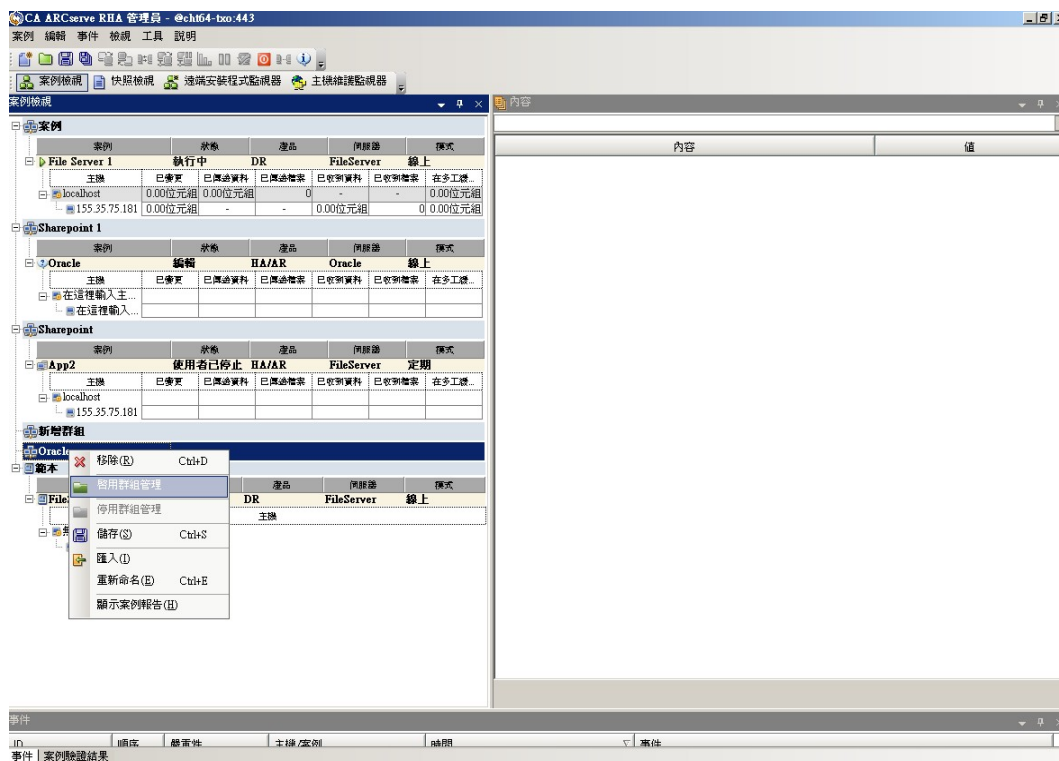 CA ARCserve RHA 管理員 - @cht64-txo:443
案例 編輯 事件 檢視 工具 說明
案例檢視 快照檢視 遠端安裝程式監視器 主機維護監視器
案例檢視
內容
內容 值
案例
案例 狀態 產品 伺服器 模式
File Server 1 執行中 DR FileServer 線上
主機 已變更 已傳送資料 已傳送檔案 已收到資料 已收到檔案 在多工緩...
localhost 0.00位元組 0.00位元組 0 - - 0.00位元組
155.35.75.181 0.00位元組 - - 0.00位元組 0 0.00位元組
Sharepoint 1
案例 狀態 產品 伺服器 模式
Oracle 編輯 HA/AR Oracle 線上
主機 已變更 已傳送資料 已傳送檔案 已收到資料 已收到檔案 在多工緩...
在這裡輸入主...
在這裡輸入...
Sharepoint
案例 狀態 產品 伺服器 模式
App2 使用者已停止 HA/AR FileServer 定期
主機 已變更 已傳送資料 已傳送檔案 已收到資料 已收到檔案 在多工緩...
localhost
155.35.75.181
新增群組
Oracle
範本
產品 伺服器 模式
File DR FileServer 線上
主機
移除(R) Ctrl+D
啟用群組管理
停用群組管理
儲存(S) Ctrl+S
匯入(I)
重新命名(E) Ctrl+E
顯示案例報告(H)
事件
ID 順序 嚴重性 主機/案例 時間 事件
事件 案例驗證結果